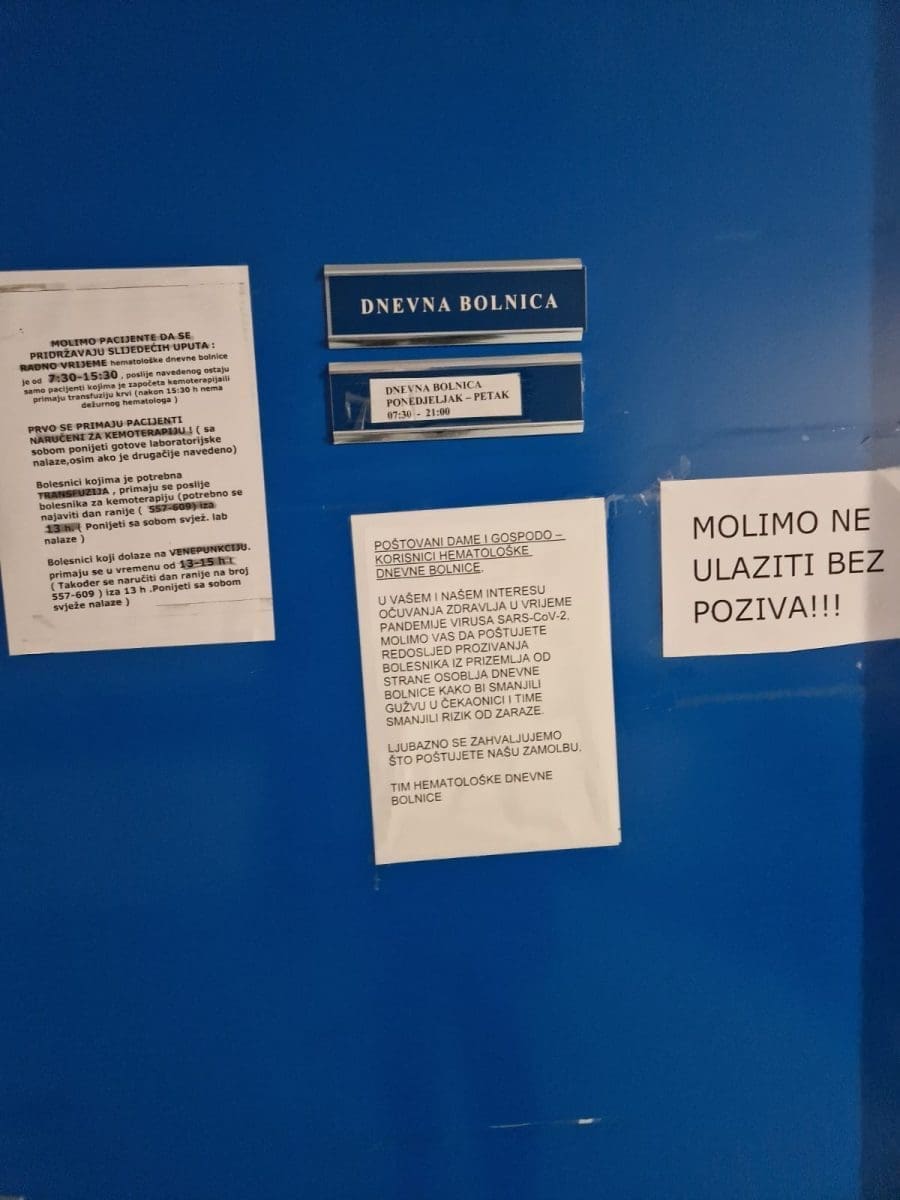 MOLIMO PACIJENTE DA SE
PRIDRŽAVAJU SLIJEDEĆIH UPUTA :
RADNO VRIJEME hematološke dnevne bolnice
je od 7:30-15:30 , poslije navedenog ostaju
samo pacijenti kojima je započeta kemoterapijaili
primaju transfuziju krvi (nakon 15:30 h nema
dežurnog hematologa )
PRVO SE PRIMAJU PACIJENTI
NARUČENI ZA KEMOTERAPIJU ! ( sa
sobom ponijeti gotove laboratorijske
nalaze,osim ako je drugačije navedeno)
Bolesnici kojima je potrebna
TRANSFUZIJA , primaju se poslije
bolesnika za kemoterapiju (potrebno se
najaviti dan ranije ( 557-609) iza
13 h. ( Ponijeti sa sobom svjež. lab
nalaze )
Bolesnici koji dolaze na VENEPUNKCIJU.
primaju se u vremenu od 13-15 h !
( Također se naručiti dan ranije na broj
557-609 ) iza 13 h .Ponijeti sa sobom
svježe nalaze )
DNEVNA BOLNICA
DNEVNA BOLNICA
PONEDJELJAK – PETAK
07:30 - 21:00
POŠTOVANI DAME I GOSPODO –
KORISNICI HEMATOLOŠKE
DNEVNE BOLNICE.
U VAŠEM I NAŠEM INTERESU
OČUVANJA ZDRAVLJA U VRIJEME
PANDEMIJE VIRUSA SARS-CoV-2,
MOLIMO VAS DA POŠTUJETE
REDOSLJED PROZIVANJA
BOLESNIKA IZ PRIZEMLJA OD
STRANE OSOBLJA DNEVNE
BOLNICE KAKO BI SMANJILI
GUŽVU U ČEKAONICI I TIME
SMANJILI RIZIK OD ZARAZE.
LJUBAZNO SE ZAHVALJUJEMO
ŠTO POŠTUJETE NAŠU ZAMOLBU.
TIM HEMATOLOŠKE DNEVNE
BOLNICE
MOLIMO NE
ULAZITI BEZ
POZIVA!!!